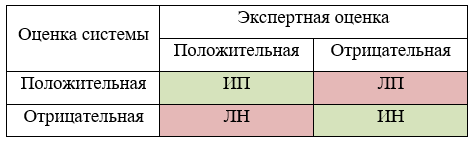 Оценка системы
Экспертная оценка
Положительная
Отрицательная
Положительная
ИП
ЛП
Отрицательная
ЛН
ИН